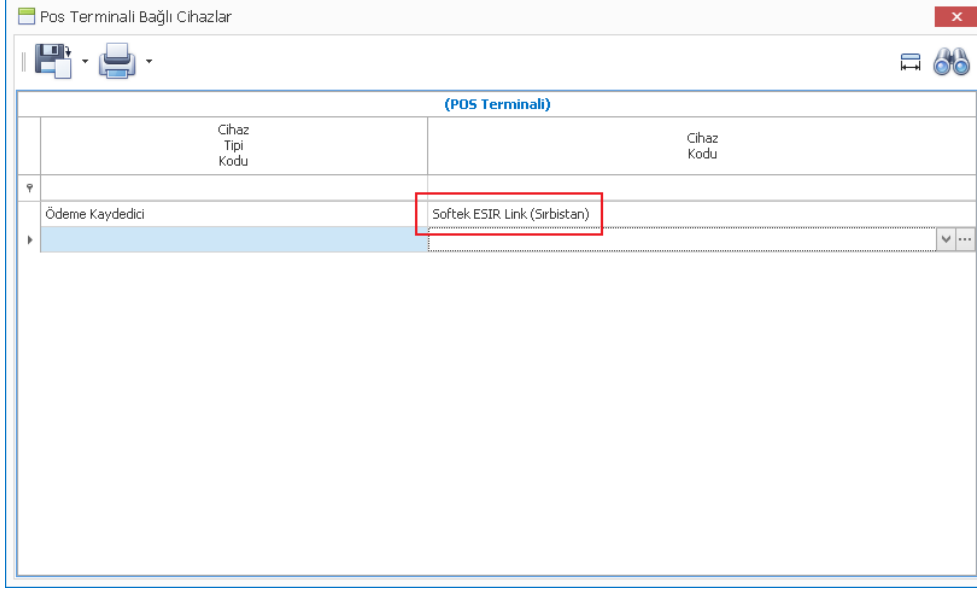 Pos Terminali Bağlı Cihazlar
(POS Terminali)
Cihaz
Tipi
Kodu
Cihaz
Kodu
Ödeme Kaydedici
Softek ESIR Link (Sırbistan)